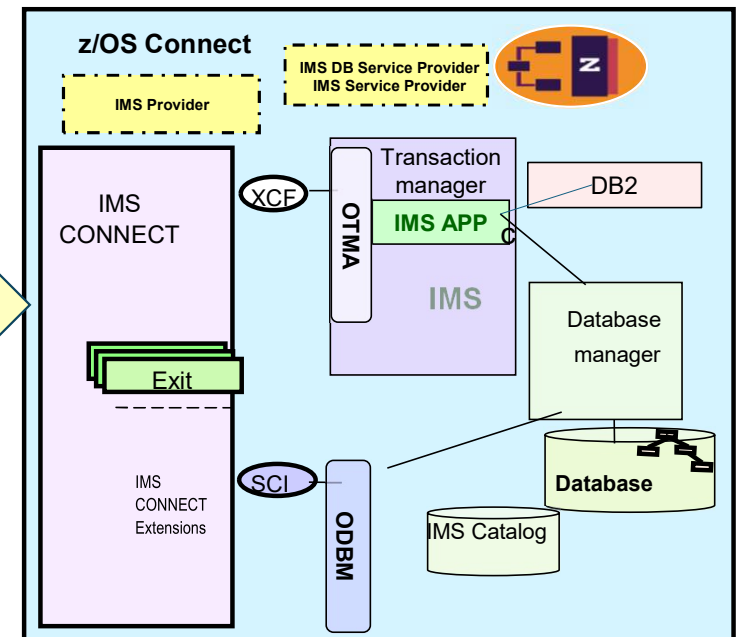 z/OS Connect
IMS Provider
IMS DB Service Provider
IMS Service Provider
Z
IMS
CONNECT
XCF
OTMA
Transaction
manager
IMS APP
C
IMS
DB2
Database
manager
Exit
IMS
CONNECT
Extensions
SCI
ODBM
Database
IMS Catalog